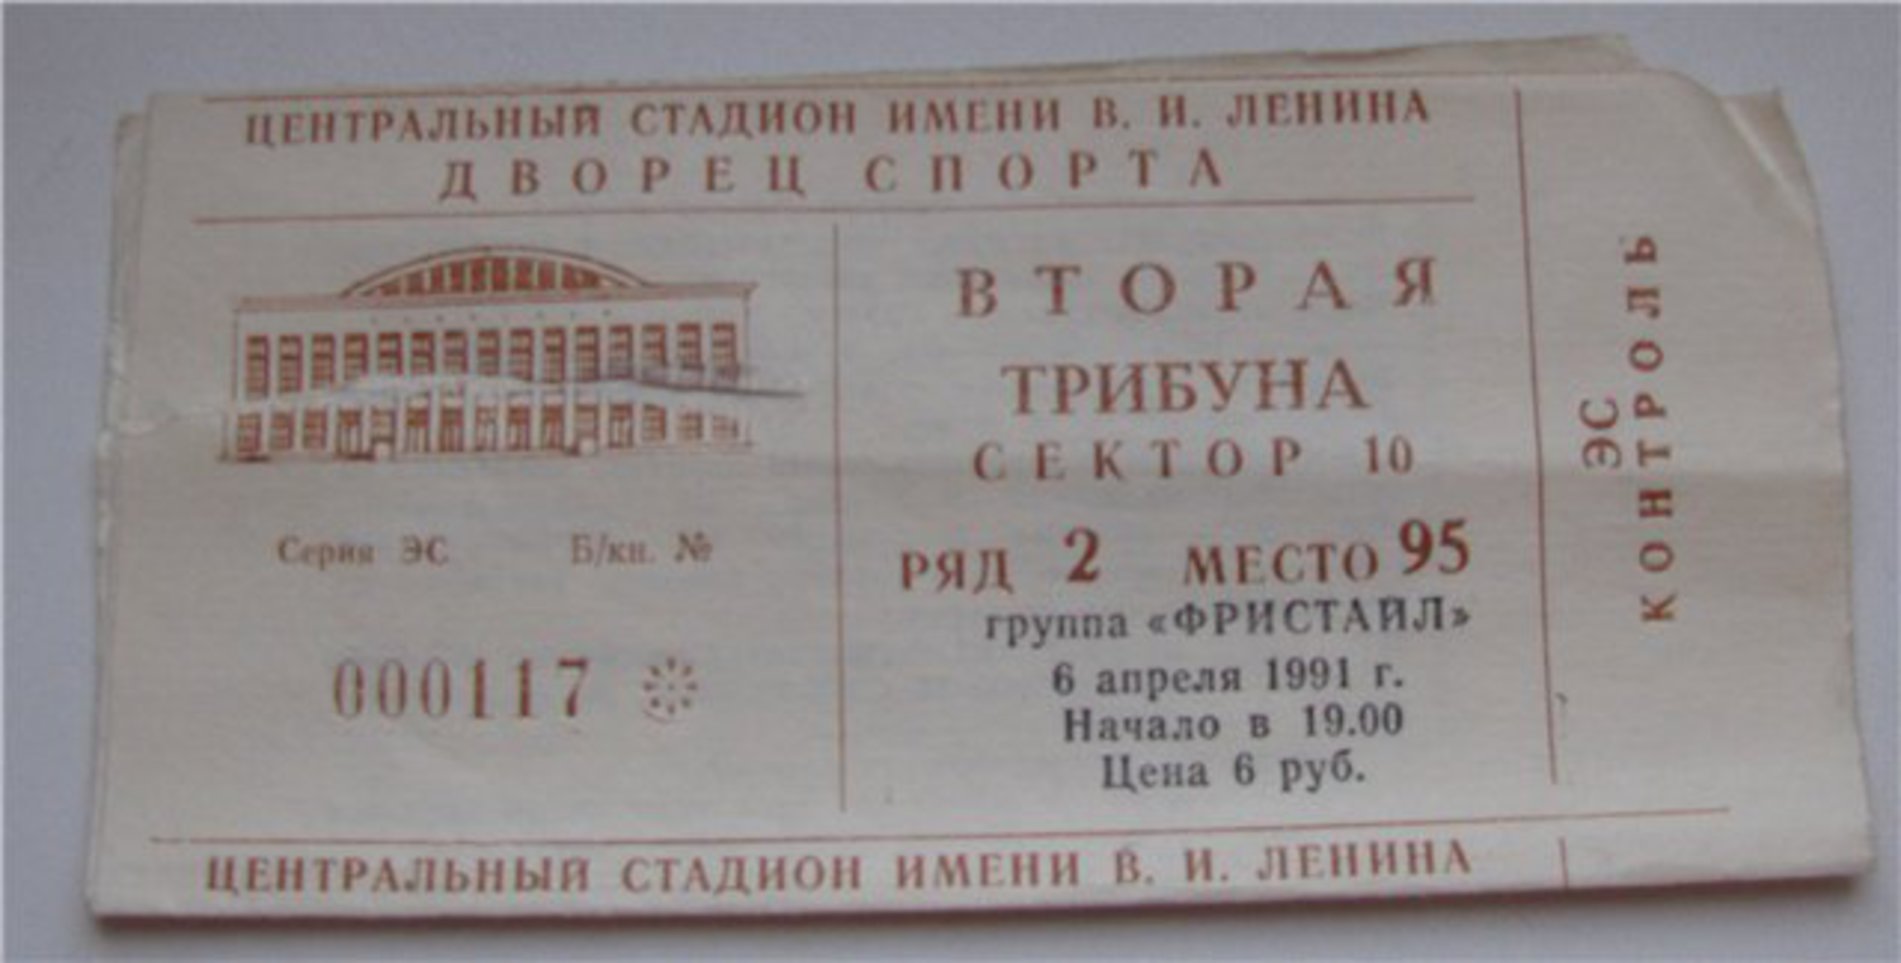 ЦЕНТРАЛЬНЫЙ СТАДИОН ИМЕНИ В. И. ЛЕНИНА
ДВОРЕЦ СПОРТА
ВТОРАЯ
ТРИБУНА
СЕКТОР 10
РЯД 2 МЕСТО 95
группа «ФРИСТАЙЛ»
6 апреля 1991 г.
Начало в 19.00
Цена 6 руб.
Серия ЭС Б/кн. №
000117
ЭС
КОНТРОЛЬ
ЦЕНТРАЛЬНЫЙ СТАДИОН ИМЕНИ В. И. ЛЕНИНА